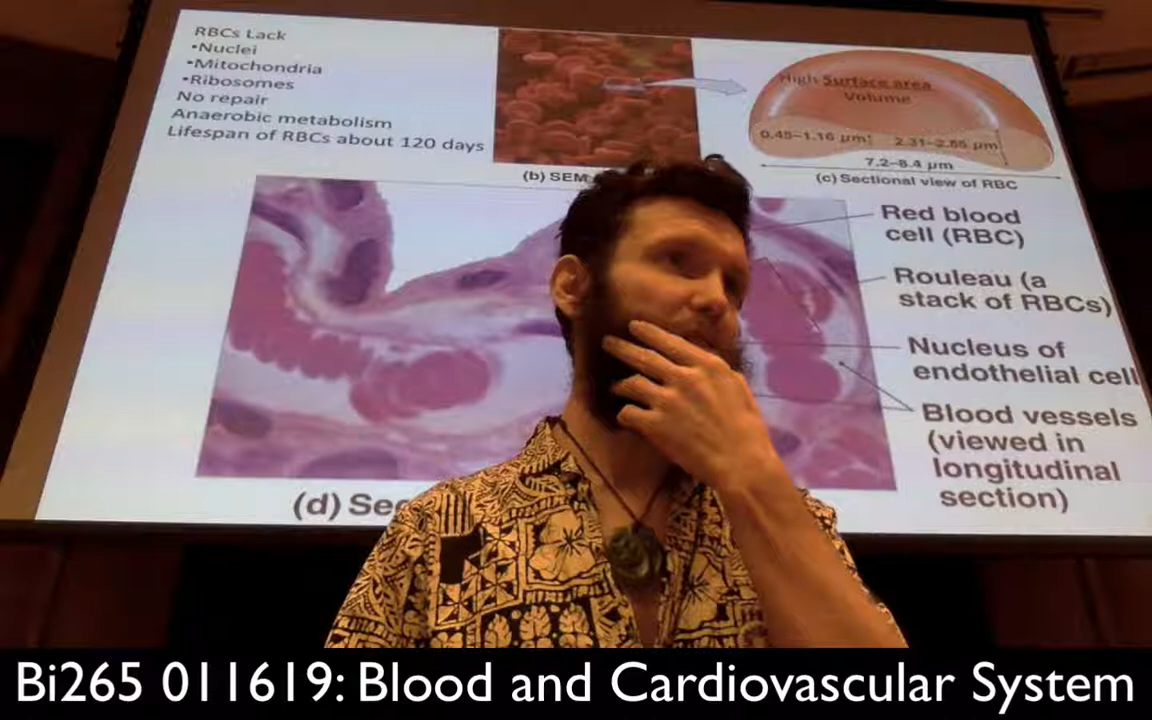 RBCs Lack
•Nuclei
•Mitochondria
•Ribosomes
No repair
Anaerobic metabolism
Lifespan of RBCs about 120 days
(b) SEM
High Surface area
Volume
0.45–1.16 µm
2.31–2.85 µm
7.2–8.4 µm
(c) Sectional view of RBC
Red blood
cell (RBC)
Rouleau (a
stack of RBCs)
Nucleus of
endothelial cell
Blood vessels
(viewed in
longitudinal
section)
(d) Sec
Bi265 011619: Blood and Cardiovascular System